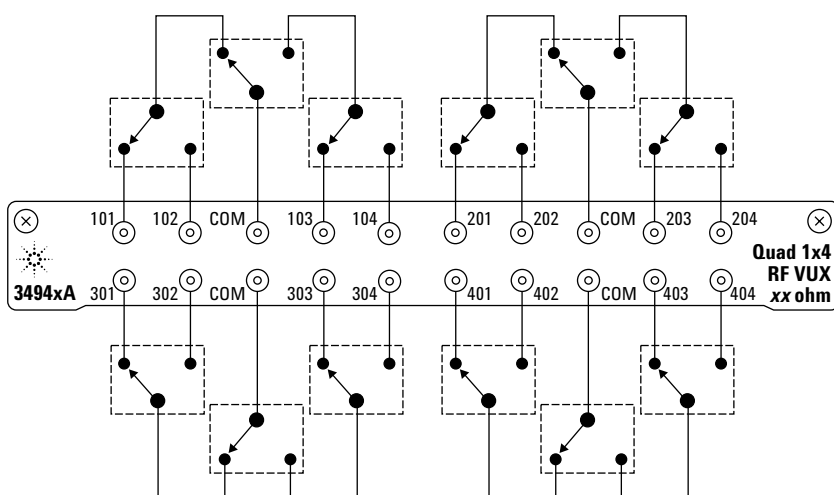 101 102 COM 103 104 201 202 COM 203 204
Quad 1x4
RF VUX
xx ohm
3494xA
301 302 COM 303 304 401 402 COM 403 404